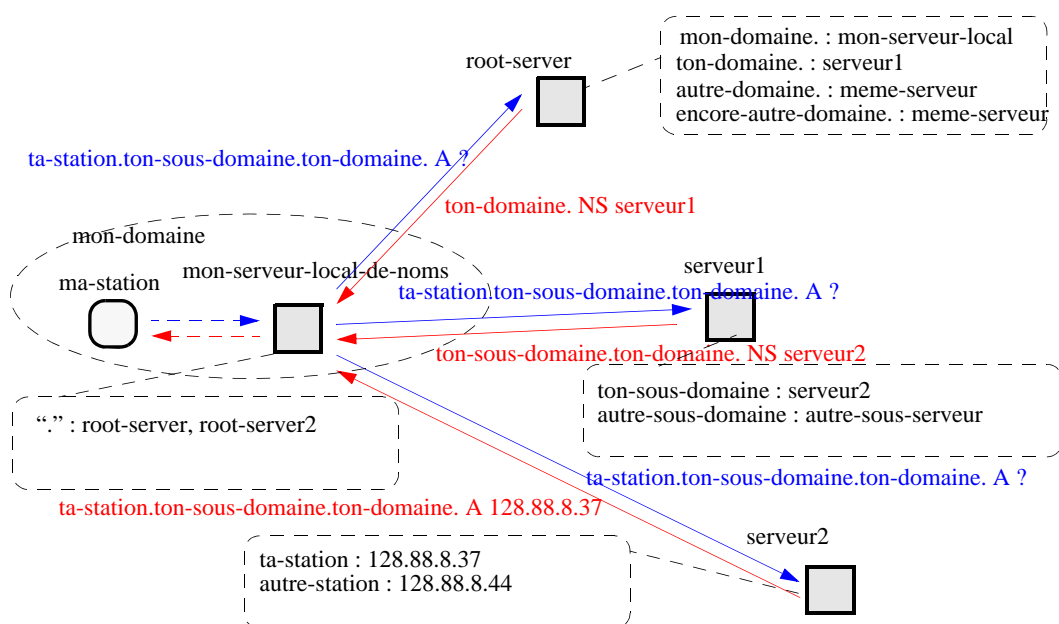 mon-domaine. : mon-serveur-local
root-server
ton-domaine. : serveur1
autre-domaine. : meme-serveur
encore-autre-domaine. : meme-serveur
ta-station.ton-sous-domaine.ton-domaine. A ?
ton-domaine. NS serveur1
mon-domaine
mon-serveur-local-de-noms
serveur1
ma-station
ta-station.ton-sous-domaine.ton-domaine. A ?
ton-sous-domaine.ton-domaine. NS serveur2
ton-sous-domaine : serveur2
autre-sous-domaine : autre-sous-serveur
“.” : root-server, root-server2
ta-station.ton-sous-domaine.ton-domaine. A ?
ta-station.ton-sous-domaine.ton-domaine. A 128.88.8.37
serveur2
ta-station : 128.88.8.37
autre-station : 128.88.8.44